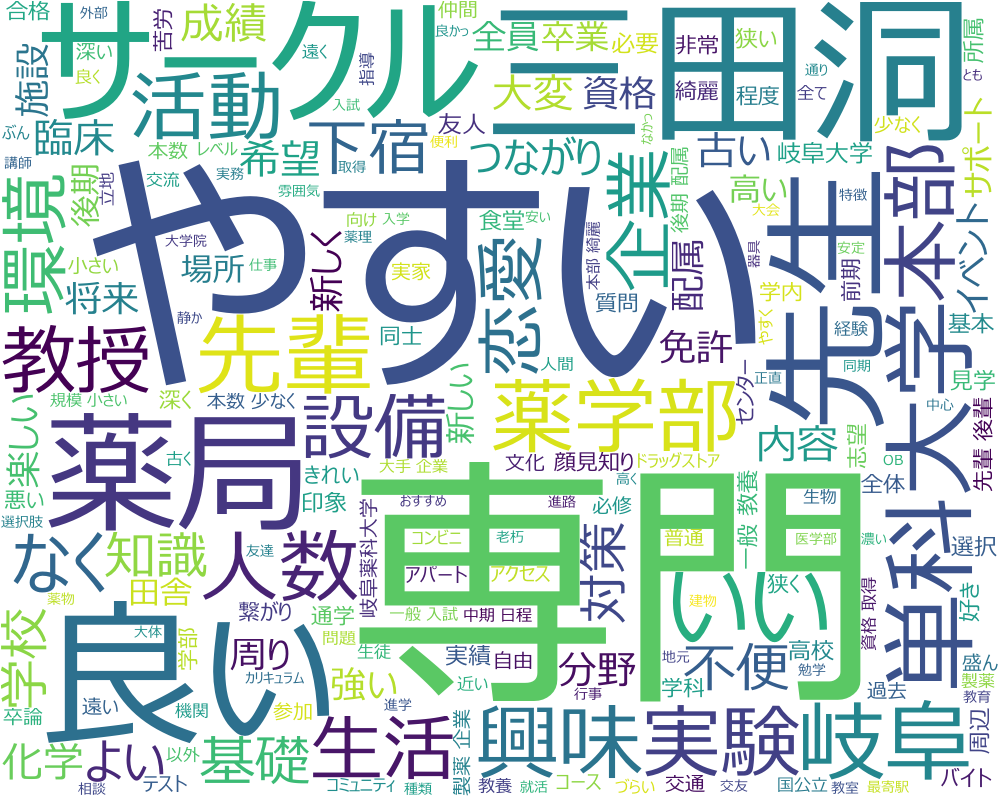 合格
外部
サークル
苦労
成績
仲間
良かっ
全員
卒業
必要
非常
狭い
三田洞
所属
深い
良く
遠く
指導
綺麗
程度
全て
通り
とも
施設
活動
入試
大変
資格
少なく
ぶん
講師
臨床
本数
レベル
希望
下宿
友人
便利
つながり
なかっ
古い
岐阜大学
サポート
環境
後期
立地
交流
実務
取得
雰囲気
向け 入学
食堂
安い
企業
後期 配属
高い
大会
特徴
本部
イベント
やすい
大学院
薬理
恋愛
本部 綺麗
器具
先生
安定
小さい
場所
仕事
新しく
実家
質問
配属
学内
前期
基本
将来
静か
先輩
同士
人間
免許
やすく
経験
大学
教授
正直
同期
見学
センター
規模 小さい
深く
本数 少なく
設備
新しい
薬学部
内容
志望
中心
楽しい
薬局
古く
きれい
大手 企業
文化
顔見知り
ドラッグストア
OB
先輩 後輩
悪い
印象
おすすめ
高く
進路
必修
一般 教養
生物
全体
選択肢
専門
なく
知識
人数
友達
岐阜薬科大学
コンビニ
老朽
対策
普通
医学部
濃い
選択
単科
アパート
アクセス
薬物
田舎
繋がり
通学
一般 入試
中期 日程
いい
建物
狭く
資格 取得
好き
学校
良い
大体
学部
周り
問題
生徒
実績
自由
分野
地元
不便
高校
勉学
盛ん
カリキュラム
強い
近い
行事
学科
過去
製薬
教育
卒論
遠い
機関
参加
進学
興味
実験
岐阜
周辺
化学
よい
以外
基礎
生活
製薬 企業
バイト
相談
テスト
コミュニティ
種類
教養
就活
コース
づらい
交通
交友
国公立
教室
最寄駅